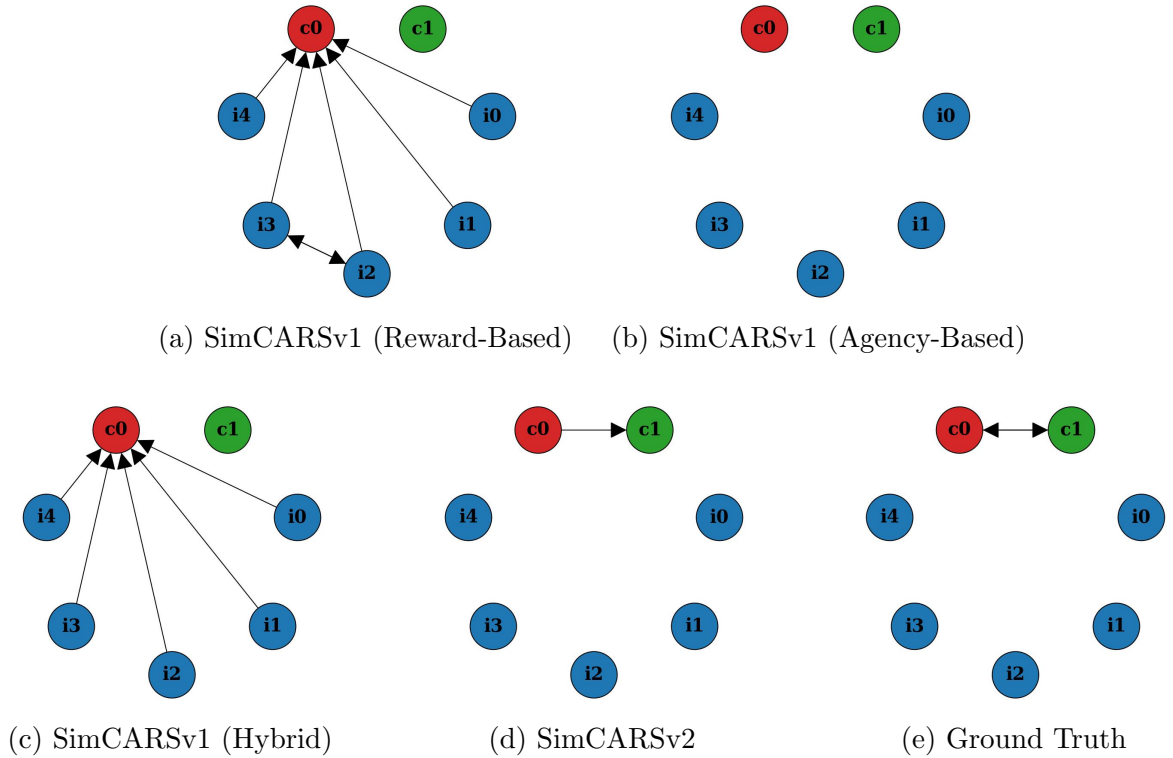 c0 c1 c0 c1
i4 i0 i4 i0
i3 i1 i3 i1
i2 i2
(a) SimCARSv1 (Reward-Based) (b) SimCARSv1 (Agency-Based)
c0 c1 c0 c1 c0 c1
i4 i0 i4 i0 i4 i0
i3 i1 i3 i1 i3 i1
i2 i2 i2
(c) SimCARSv1 (Hybrid) (d) SimCARSv2 (e) Ground Truth